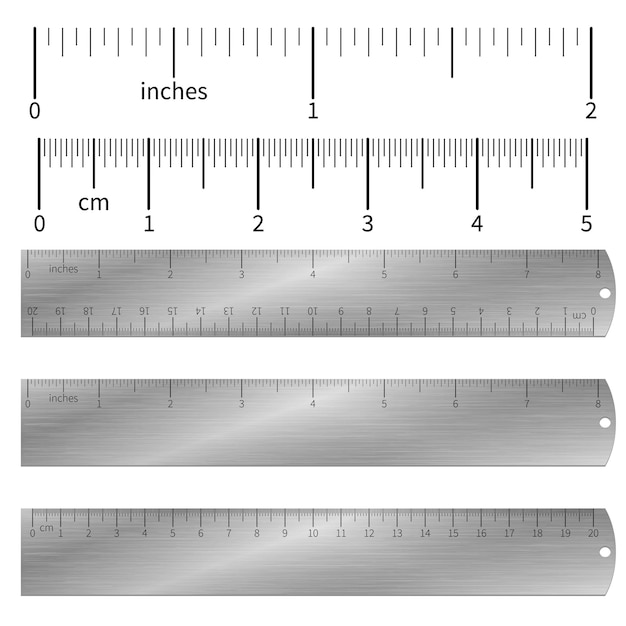 inches
0 1 2
0 cm 1 2 3 4 5
0 inches 1 2 3 4 5 6 7 8
20 19 18 17 16 15 14 13 12 11 10 9 8 7 6 5 4 3 2 1 cm 0
0 inches 1 2 3 4 5 6 7 8
0 cm 1 2 3 4 5 6 7 8 9 10 11 12 13 14 15 16 17 18 19 20